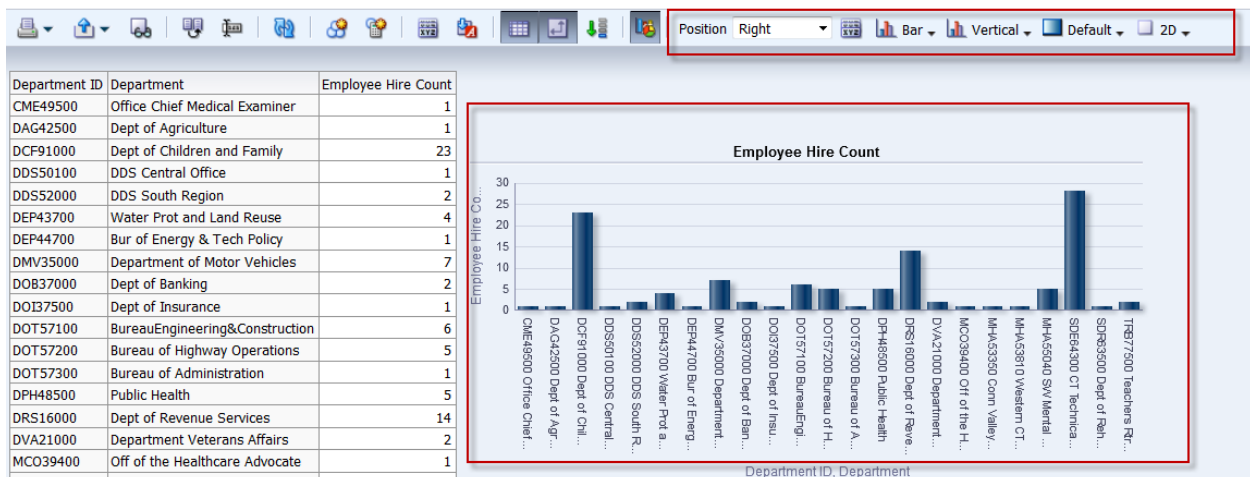 Position Right Bar Vertical Default 2D
Department ID Department Employee Hire Count
CME49500 Office Chief Medical Examiner 1
DAG42500 Dept of Agriculture 1
DCF91000 Dept of Children and Family 23
DDS50100 DDS Central Office 1
DDS52000 DDS South Region 2
DEP43700 Water Prot and Land Reuse 4
DEP44700 Bur of Energy & Tech Policy 1
DMV35000 Department of Motor Vehicles 7
DOB37000 Dept of Banking 2
DOI37500 Dept of Insurance 1
DOT57100 BureauEngineering&Construction 6
DOT57200 Bureau of Highway Operations 5
DOT57300 Bureau of Administration 1
DPH48500 Public Health 5
DRS16000 Dept of Revenue Services 14
DVA21000 Department Veterans Affairs 2
MCO39400 Off of the Healthcare Advocate 1
Employee Hire Count
Employee Hire Co...
30
25
20
15
10
5
0
CME49500 Office Chief...
DAG42500 Dept of Agr...
DCF91000 Dept of Chil...
DDS50100 DDS Central...
DDS52000 DDS South R...
DEP43700 Water Prot a...
DEP44700 Bur of Energ...
DMV35000 Department...
DOB37000 Dept of Ban...
DOI37500 Dept of Insu...
DOT57100 BureauEngi...
DOT57200 Bureau of H...
DOT57300 Bureau of A...
DPH48500 Public Health
DRS16000 Dept of Reve...
DVA21000 Department...
MCO39400 Off of the H...
MHA53350 Conn Valley...
MHA53810 Western CT...
MHA55040 SW Mental ...
SDE64300 CT Technica...
SDR63500 Dept of Reh...
TRB77500 Teachers Rtr...
Department ID, Department